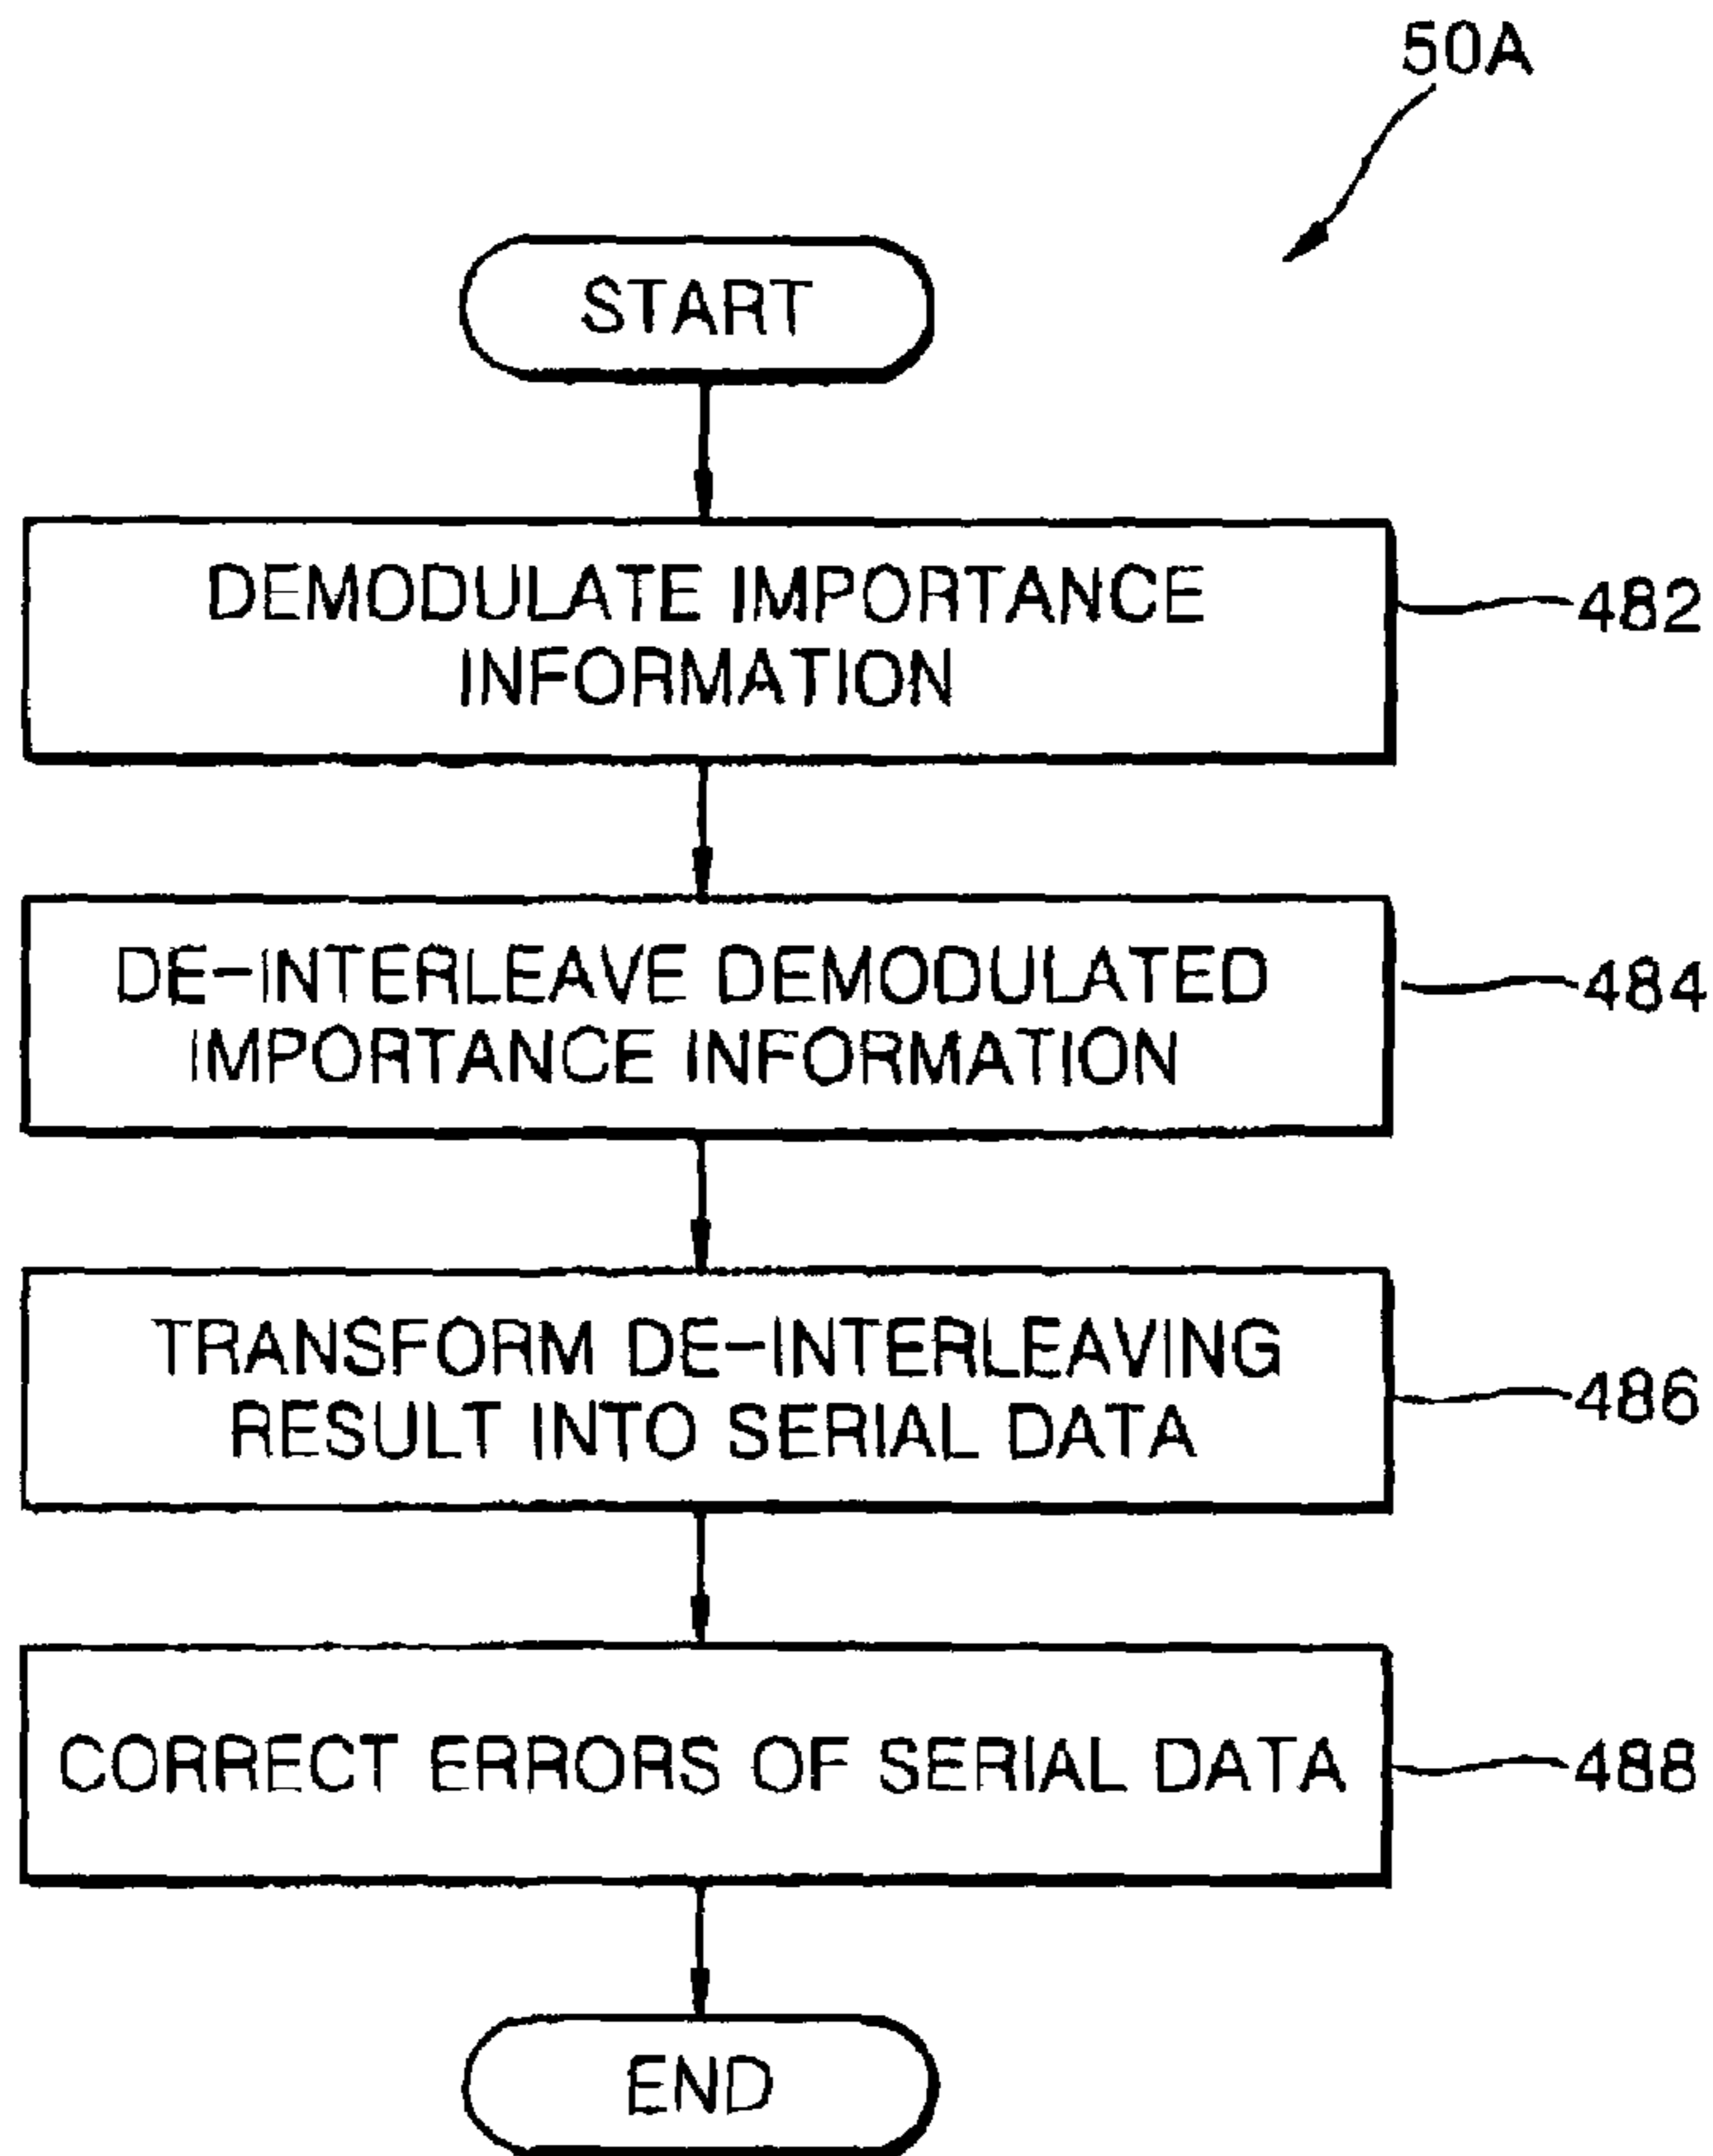 50A
START
DEMODULATE IMPORTANCE
INFORMATION
482
DE-INTERLEAVE DEMODULATED
IMPORTANCE INFORMATION
484
TRANSFORM DE-INTERLEAVING
RESULT INTO SERIAL DATA
486
CORRECT ERRORS OF SERIAL DATA
488
END